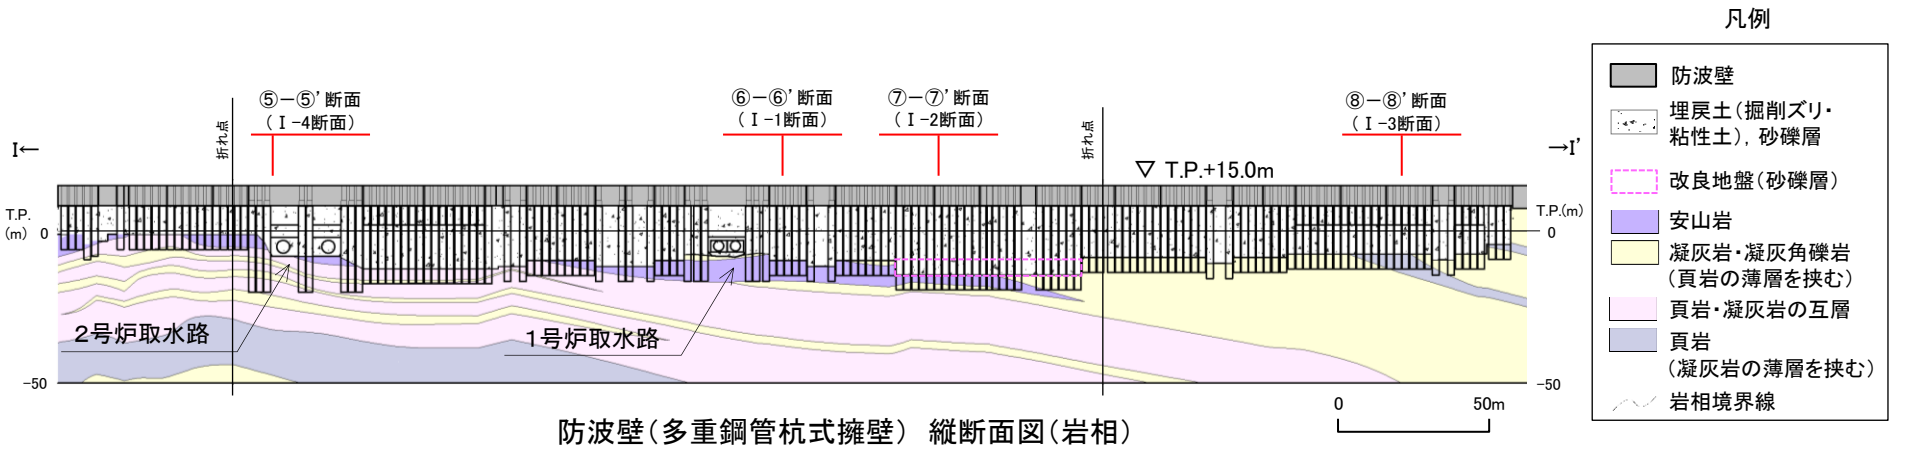 凡例
⑤－⑤’断面
（Ⅰ-4断面）
⑥－⑥’断面
（Ⅰ-1断面）
⑦－⑦’断面
（Ⅰ-2断面）
⑧－⑧’断面
（Ⅰ-3断面）
折れ点
折れ点
I←
→I’
▽ T.P.+15.0m
T.P.
(m)
0
-50
T.P.(m)
0
-50
2号炉取水路
1号炉取水路
防波壁
埋戻土（掘削ズリ・
粘性土），砂礫層
改良地盤（砂礫層）
安山岩
凝灰岩・凝灰角礫岩
（頁岩の薄層を挟む）
頁岩・凝灰岩の互層
頁岩
（凝灰岩の薄層を挟む）
岩相境界線
0 50m
防波壁（多重鋼管杭式擁壁） 縦断面図（岩相）